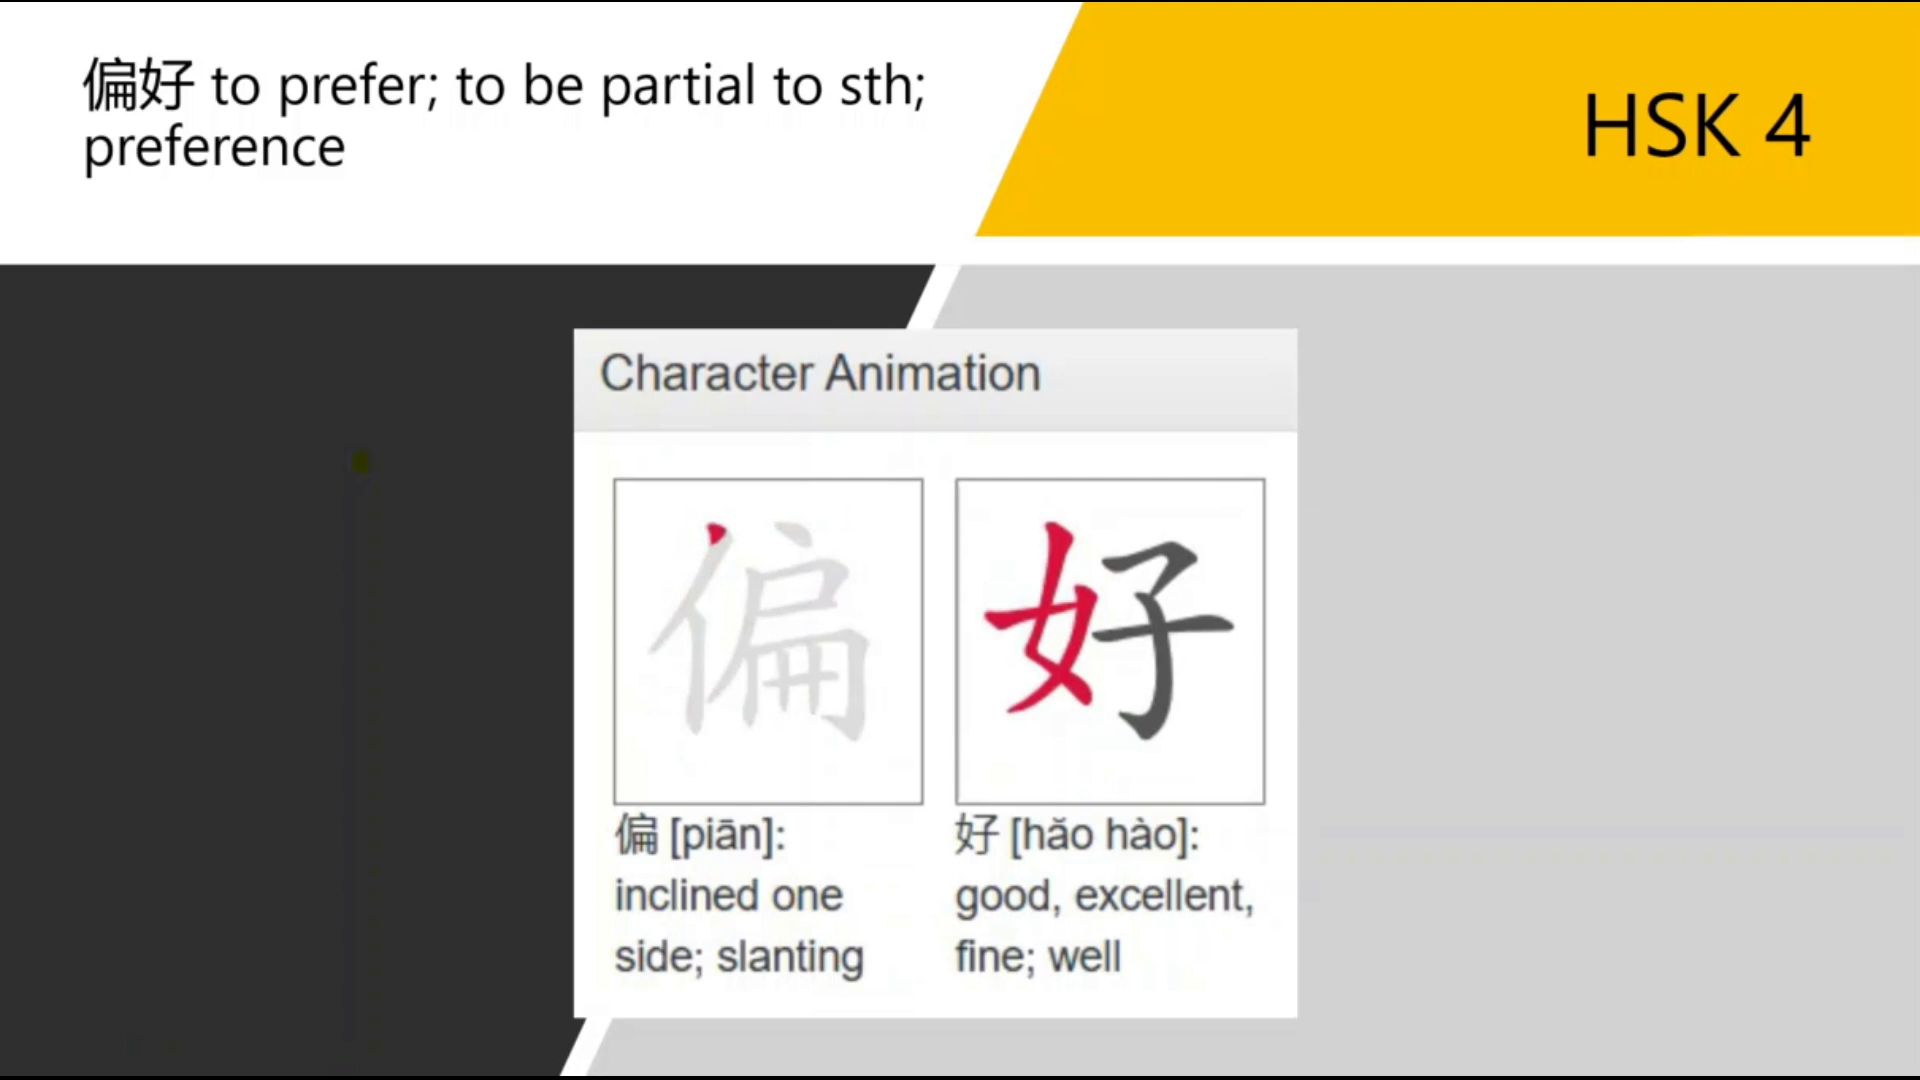 偏好 to prefer; to be partial to sth;
preference
HSK 4
Character Animation
偏 好
偏 [piān]:
inclined one
side; slanting
好 [hăo hào]:
good, excellent,
fine; well